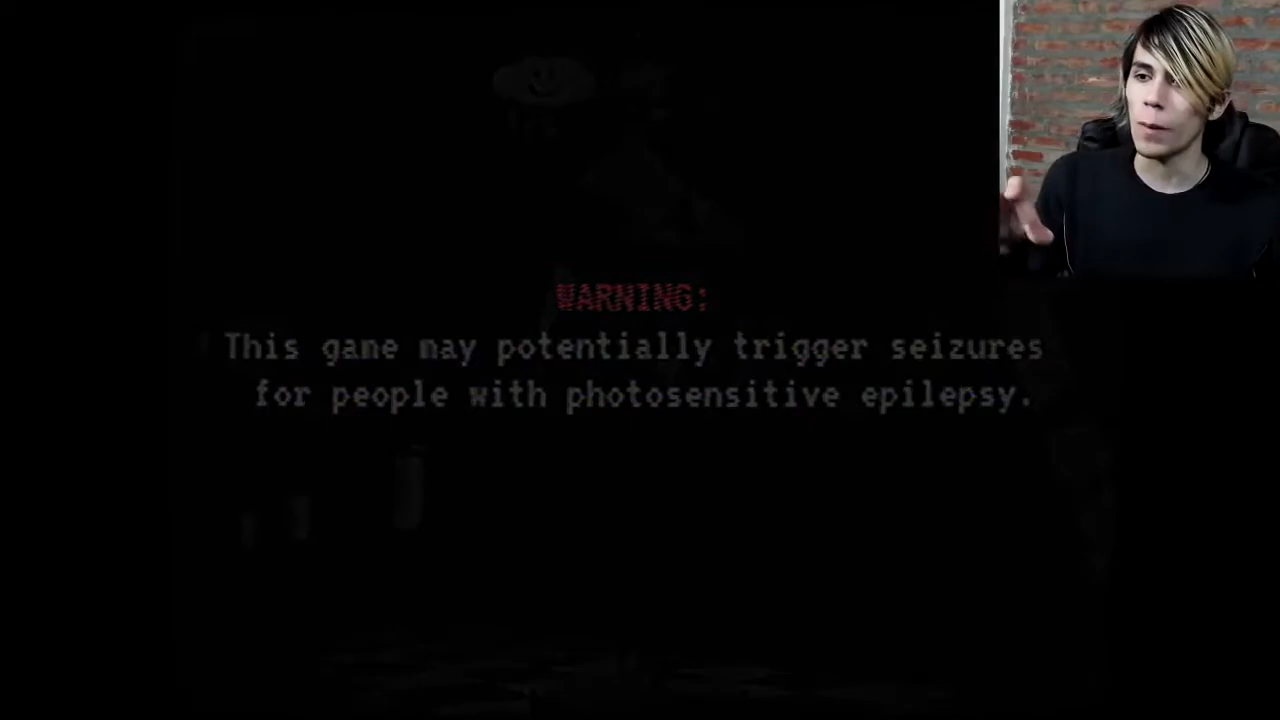 WARNING:
This game may potentially trigger seizures
for people with photosensitive epilepsy.